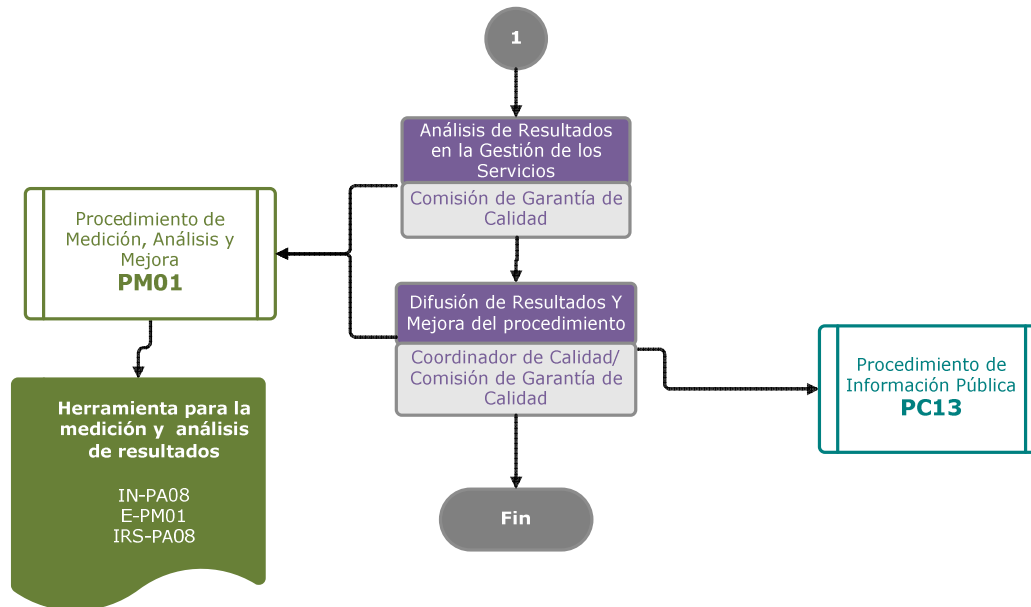 1
Análisis de Resultados
en la Gestión de los
Servicios
Comisión de Garantía de
Calidad
Procedimiento de
Medición, Análisis y
Mejora
PM01
Difusión de Resultados Y
Mejora del procedimiento
Coordinador de Calidad/
Comisión de Garantía de
Calidad
Procedimiento de
Información Pública
PC13
Herramienta para la
medición y análisis
de resultados
IN-PA08
E-PM01
IRS-PA08
Fin